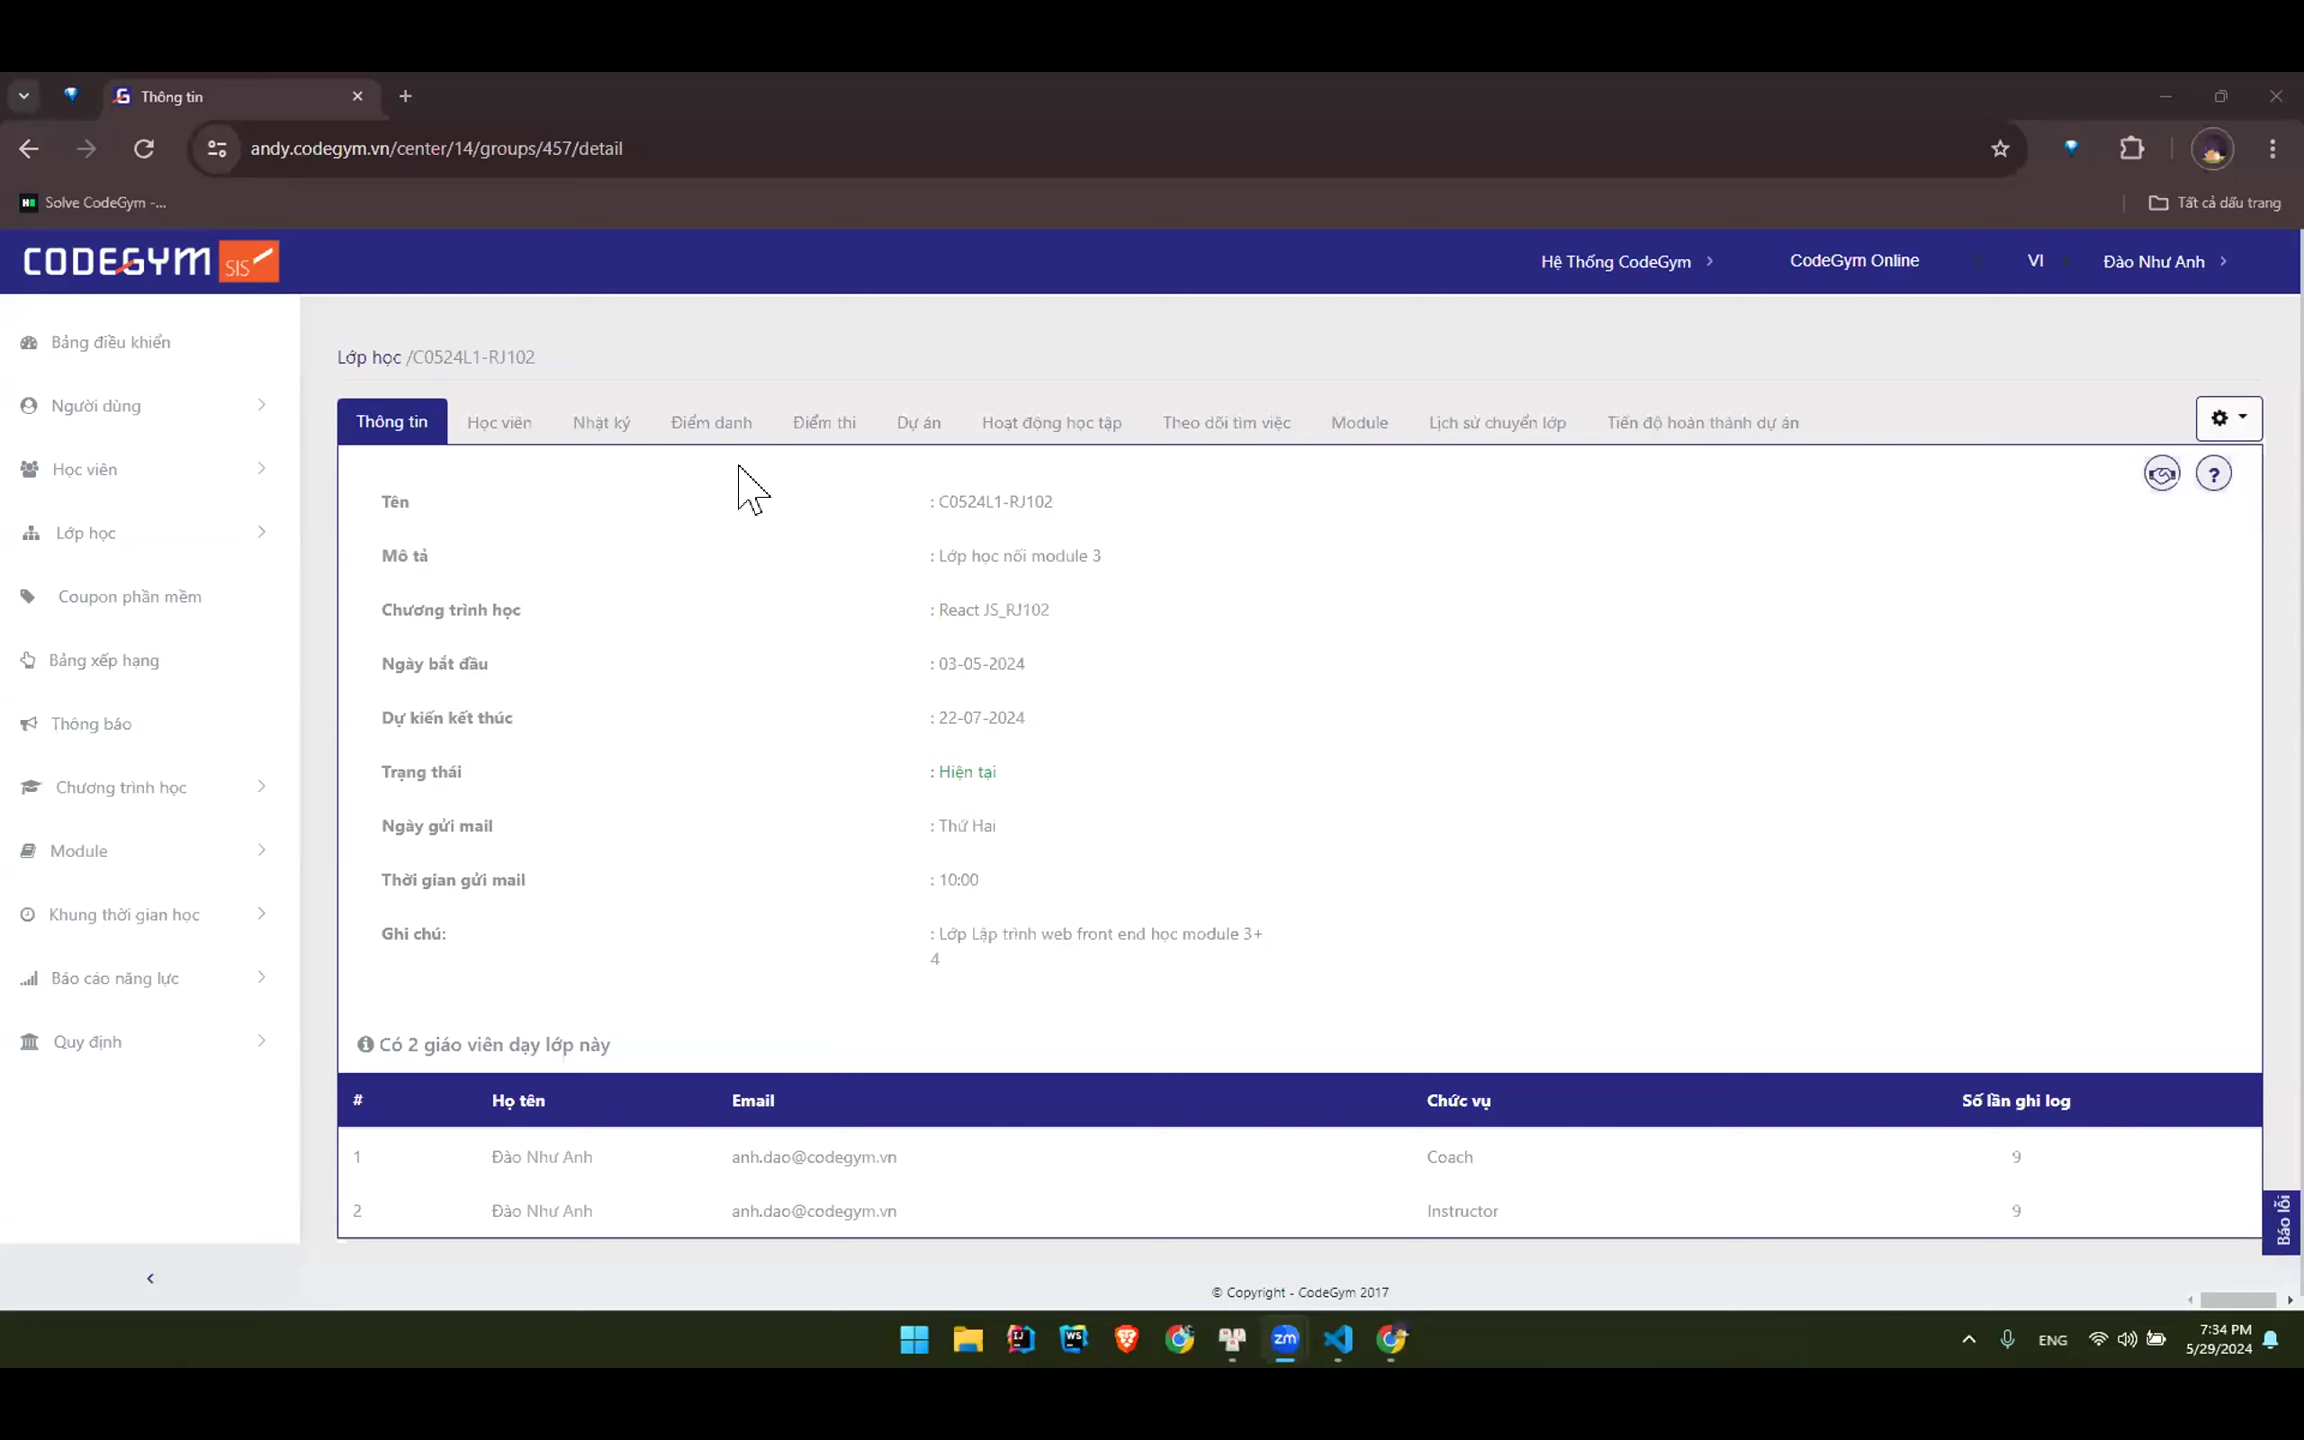 Thông tin
andy.codegym.vn/center/14/groups/457/detail
Solve CodeGym -...
Tất cả dấu trang
CODEGYM SIS
Hệ Thống CodeGym
CodeGym Online
VI
Đào Như Anh
Bảng điều khiển
Người dùng
Học viên
Lớp học
Coupon phần mềm
Bảng xếp hạng
Thông báo
Chương trình học
Module
Khung thời gian học
Báo cáo năng lực
Quy định
Lớp học /C0524L1-RJ102
Thông tin Học viên Nhật ký Điểm danh Điểm thi Dự án Hoạt động học tập Theo dõi tìm việc Module Lịch sử chuyển lớp Tiến độ hoàn thành dự án
Tên : C0524L1-RJ102
Mô tả : Lớp học nối module 3
Chương trình học : React JS_RJ102
Ngày bắt đầu : 03-05-2024
Dự kiến kết thúc : 22-07-2024
Trạng thái : Hiện tại
Ngày gửi mail : Thứ Hai
Thời gian gửi mail : 10:00
Ghi chú: : Lớp Lập trình web front end học module 3+
4
Có 2 giáo viên dạy lớp này
# Họ tên Email Chức vụ Số lần ghi log
1 Đào Như Anh anh.dao@codegym.vn Coach 9
2 Đào Như Anh anh.dao@codegym.vn Instructor 9
Báo lỗi
© Copyright - CodeGym 2017
IJ
WS
zm
ENG
7:34 PM
5/29/2024